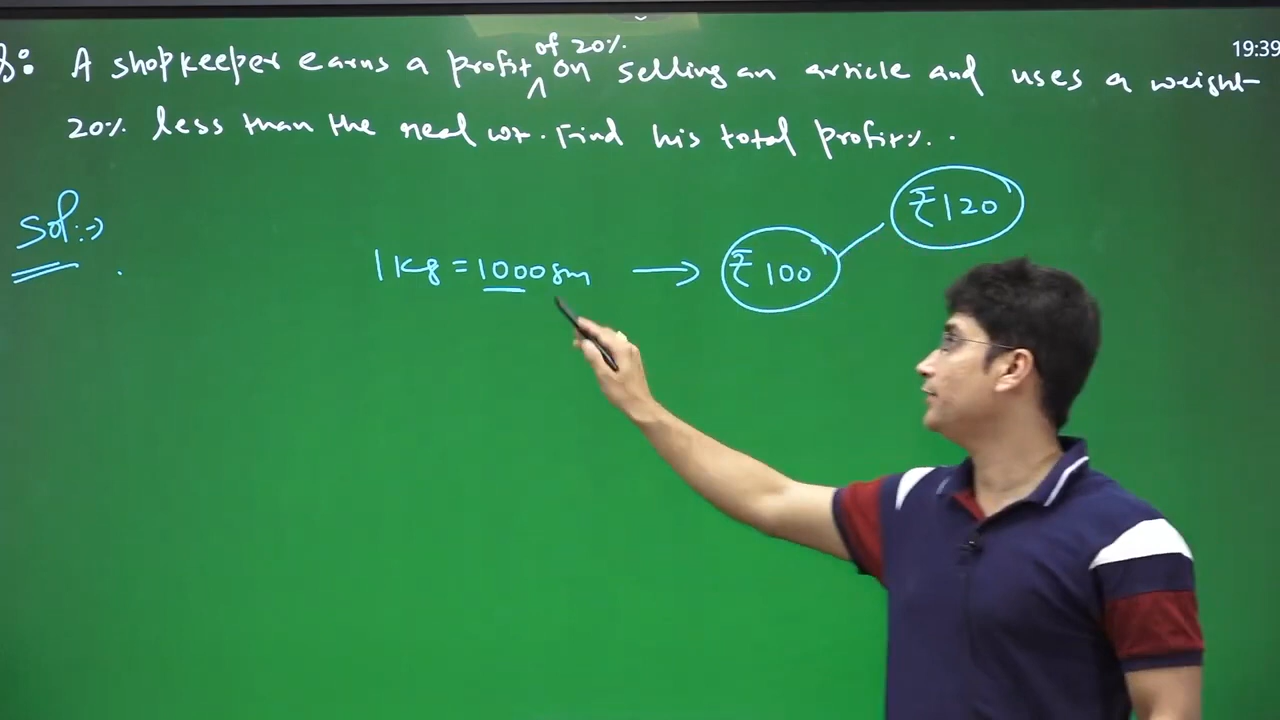 19:39
Q: A shopkeeper earns a profit of 20% on selling an article and uses a weight
20% less than the real wt. Find his total profit%.
Sol:→
1Kg = 1000gm → ₹100
₹120